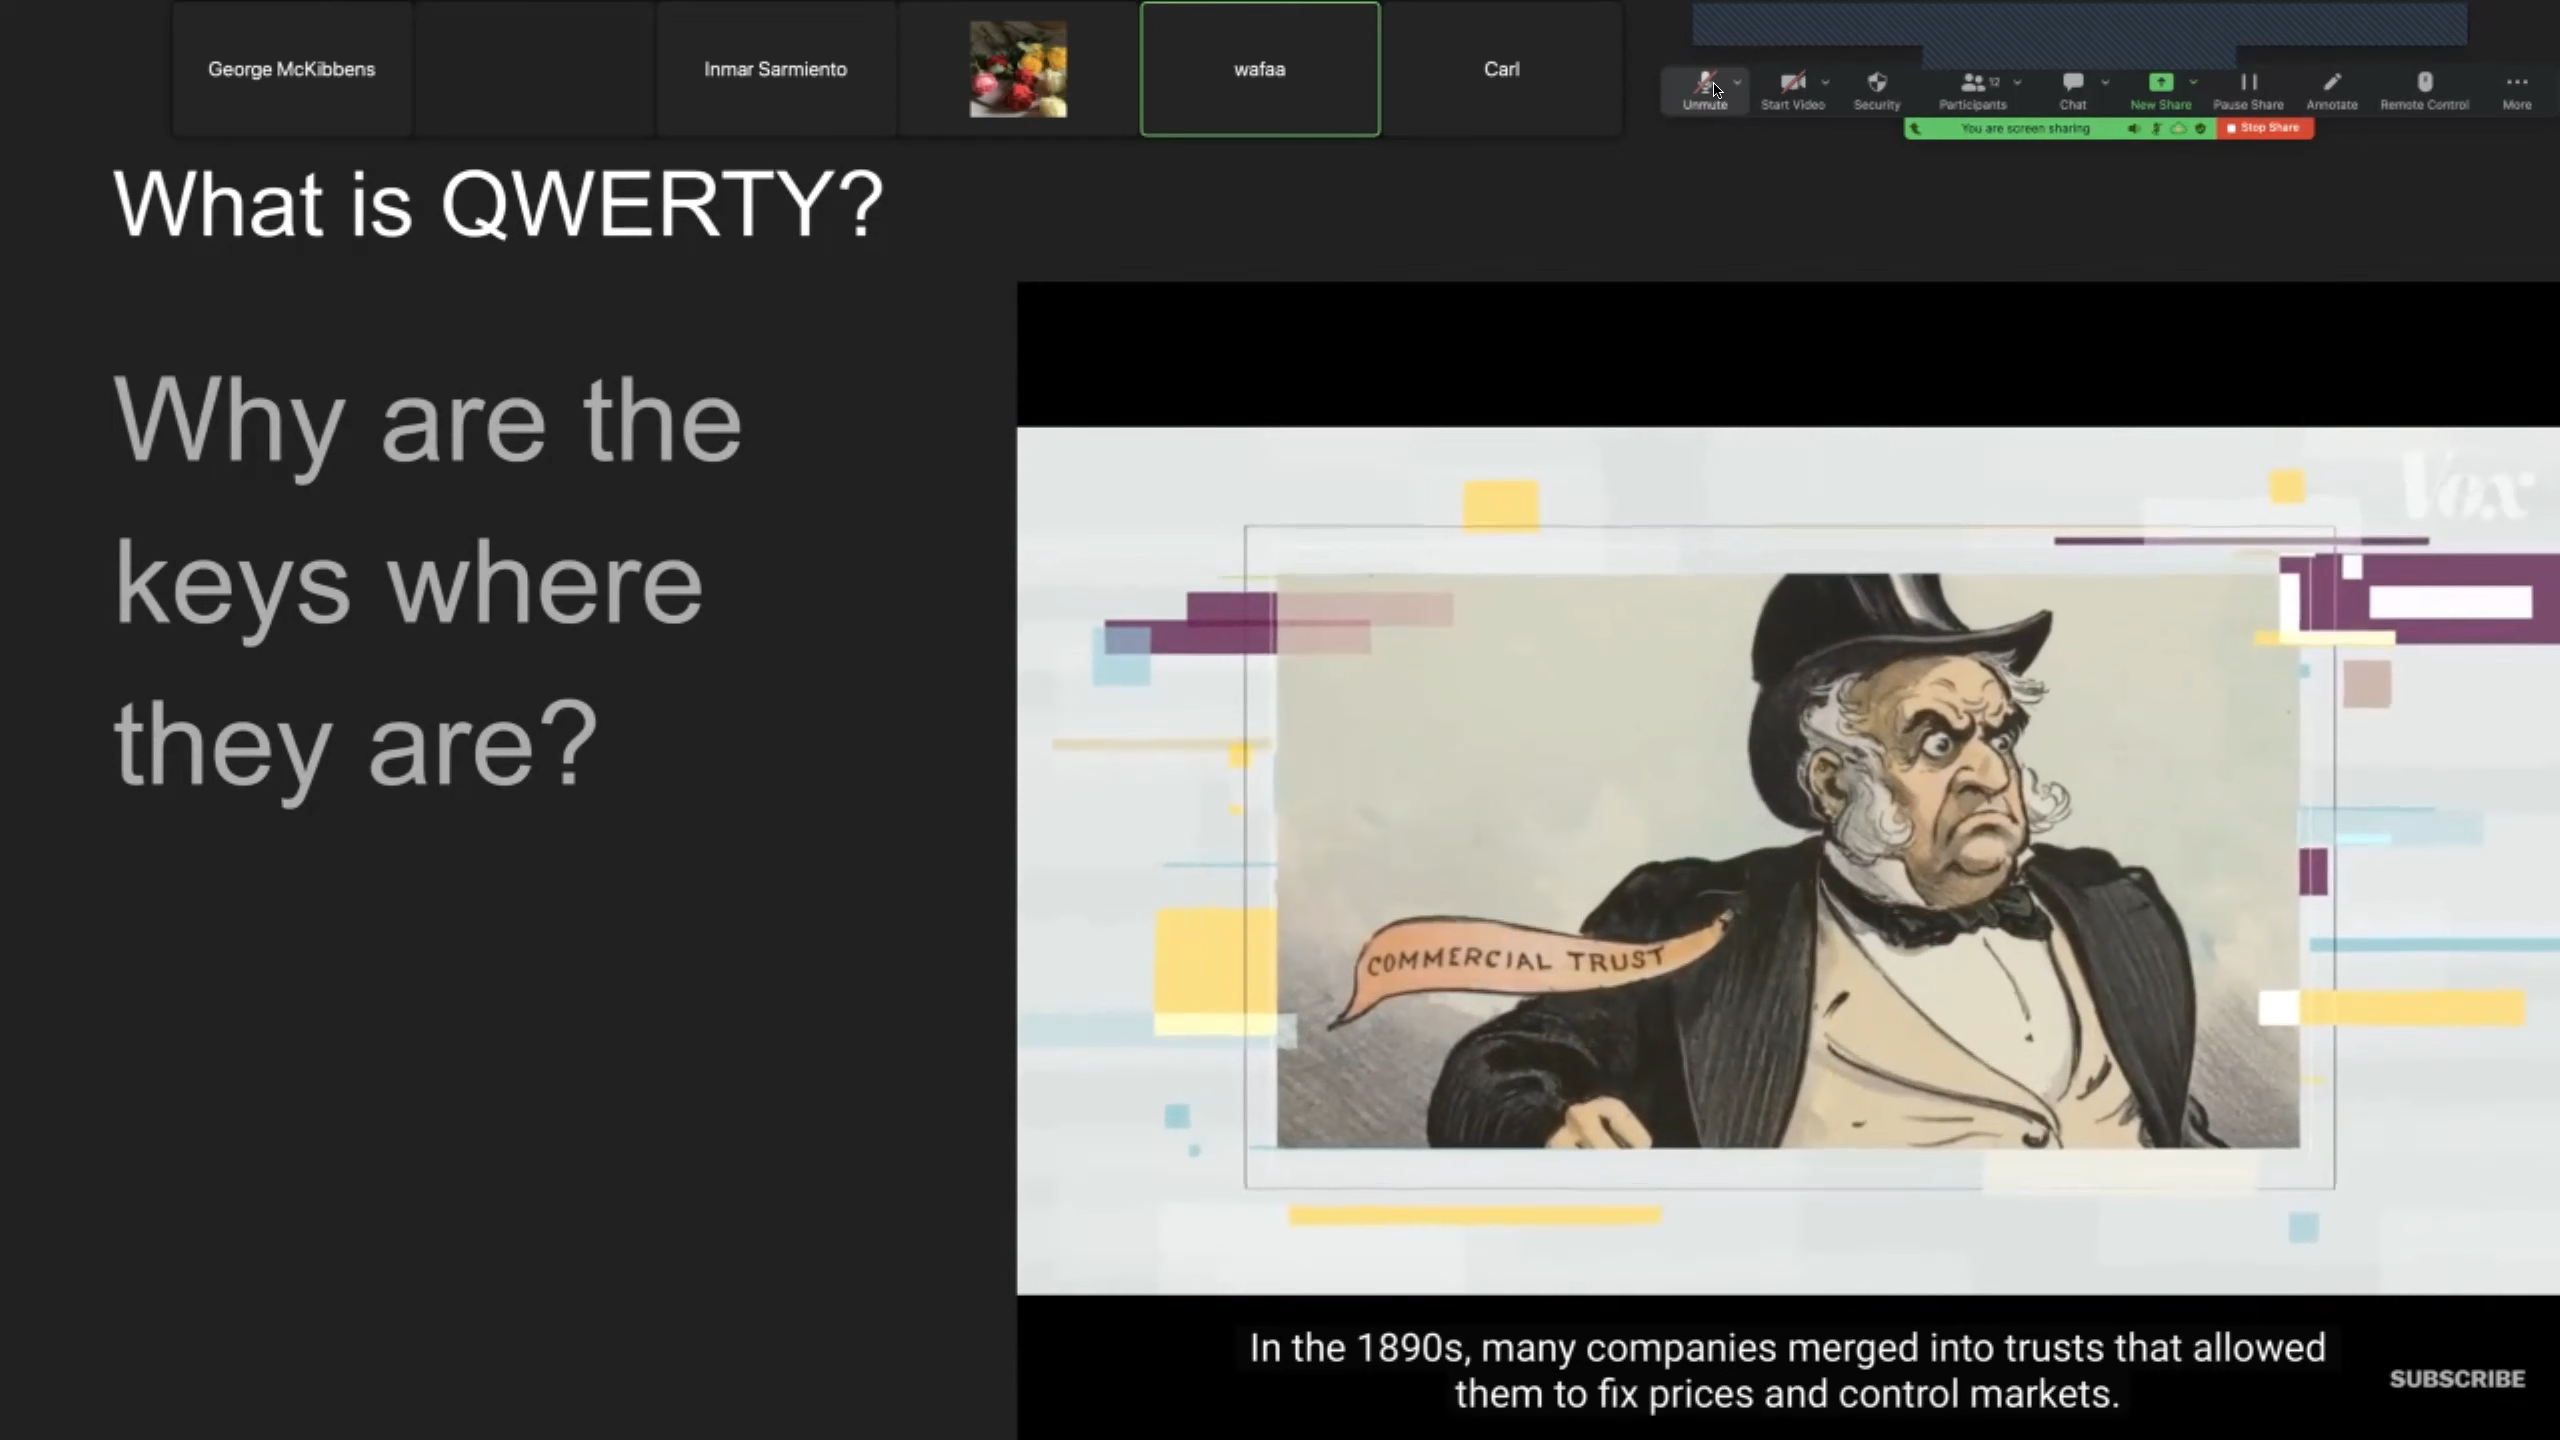 George McKibbens
Inmar Sarmiento
wafaa
Carl
Unmute
Start Video
Security
Participants
12
Chat
New Share
Pause Share
Annotate
Remote Control
More
You are screen sharing
Stop Share
What is QWERTY?
Why are the
keys where
they are?
Vox
COMMERCIAL TRUST
In the 1890s, many companies merged into trusts that allowed
them to fix prices and control markets.
SUBSCRIBE